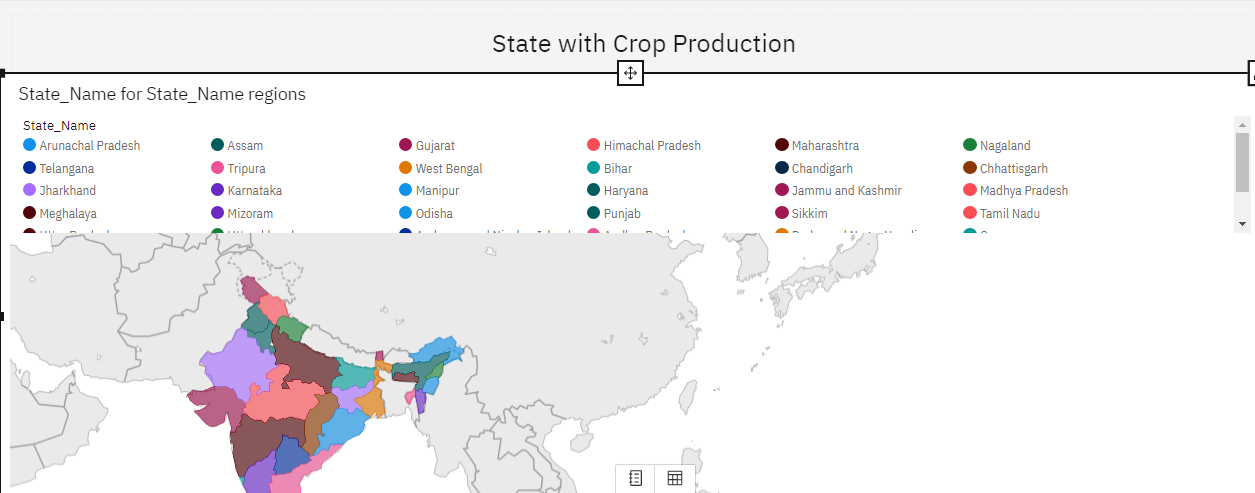 State with Crop Production
State_Name for State_Name regions
State_Name
Arunachal Pradesh Assam Gujarat Himachal Pradesh Maharashtra Nagaland
Telangana Tripura West Bengal Bihar Chandigarh Chhattisgarh
Jharkhand Karnataka Manipur Haryana Jammu and Kashmir Madhya Pradesh
Meghalaya Mizoram Odisha Punjab Sikkim Tamil Nadu